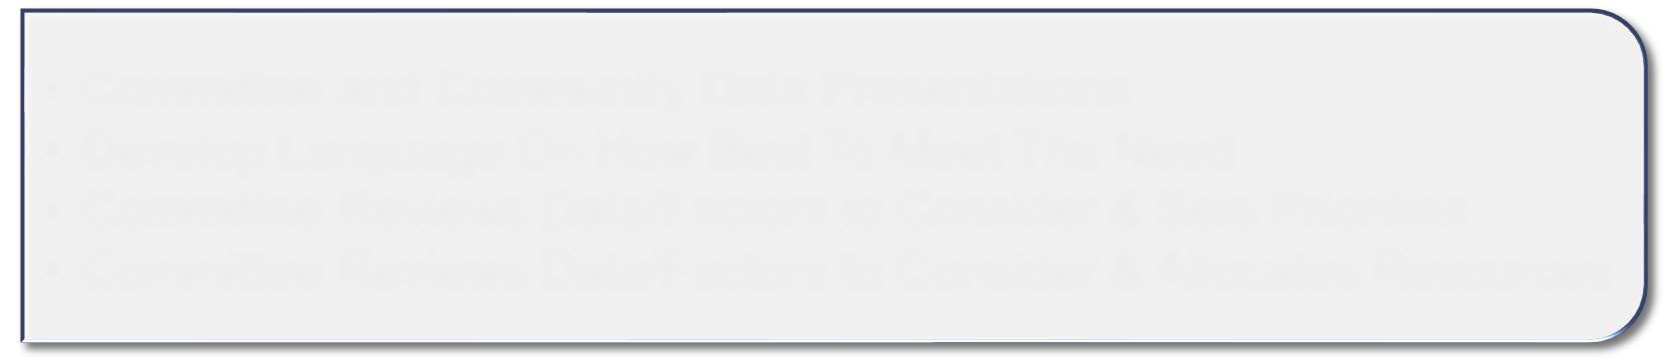 • Committee and Community Data Presentations
• Develop Language On How Best To Meet The Need
• Committee Reviews Data/Factors to Consider & Sets Priorities
• Committee Reviews Data/Factors to Consider & Allocates Resources